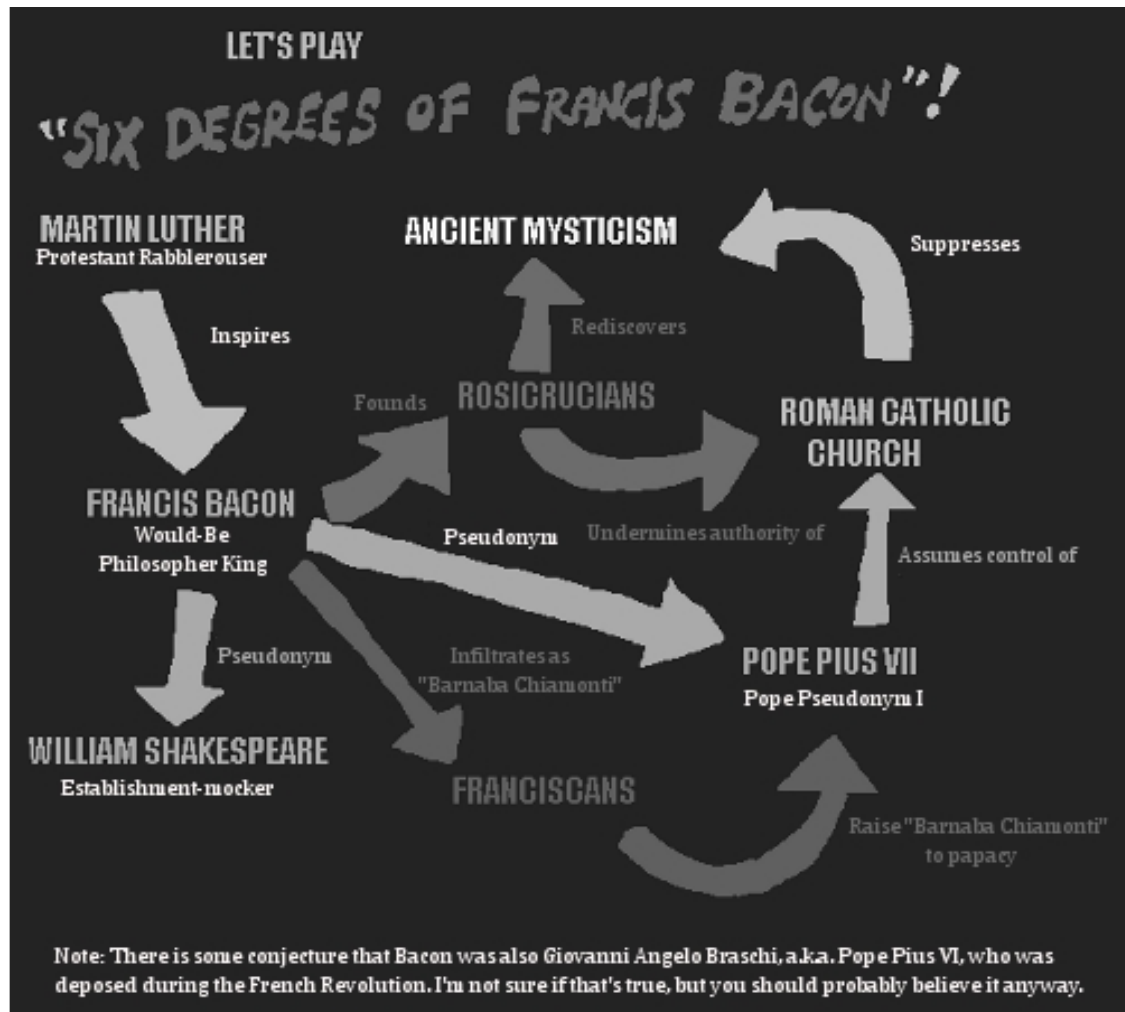 LET'S PLAY
"SIX DEGREES OF FRANCIS BACON"!
MARTIN LUTHER
Protestant Rabblerouser
ANCIENT MYSTICISM
Suppresses
Inspires
Rediscovers
Founds
ROSICRUCIANS
ROMAN CATHOLIC
CHURCH
FRANCIS BACON
Would-Be
Philosopher King
Pseudonym
Undermines authority of
Assumes control of
Pseudonym
Infiltrates as
"Barnaba Chiamonti"
POPE PIUS VII
Pope Pseudonym I
WILLIAM SHAKESPEARE
Establishment-mocker
FRANCISCANS
Raise "Barnaba Chiamonti"
to papacy
Note: There is some conjecture that Bacon was also Giovanni Angelo Braschi, a.k.a. Pope Pius VI, who was
deposed during the French Revolution. I'm not sure if that's true, but you should probably believe it anyway.